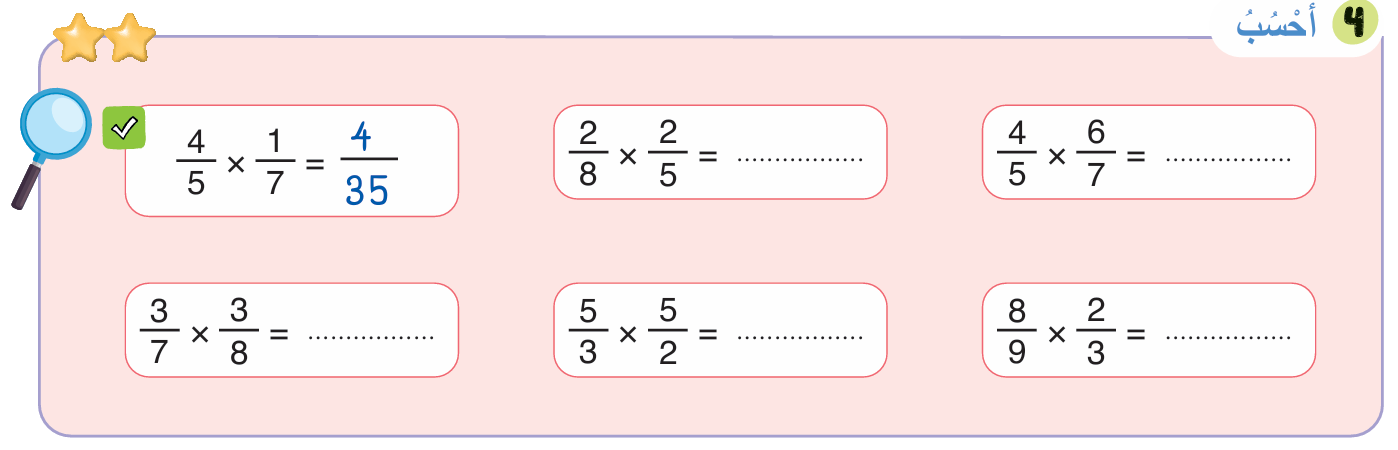 4 أَحْسُبُ
4/5 × 1/7 = 4/35
2/8 × 2/5 = ................
4/5 × 6/7 = ................
3/7 × 3/8 = ................
5/3 × 5/2 = ................
8/9 × 2/3 = ................